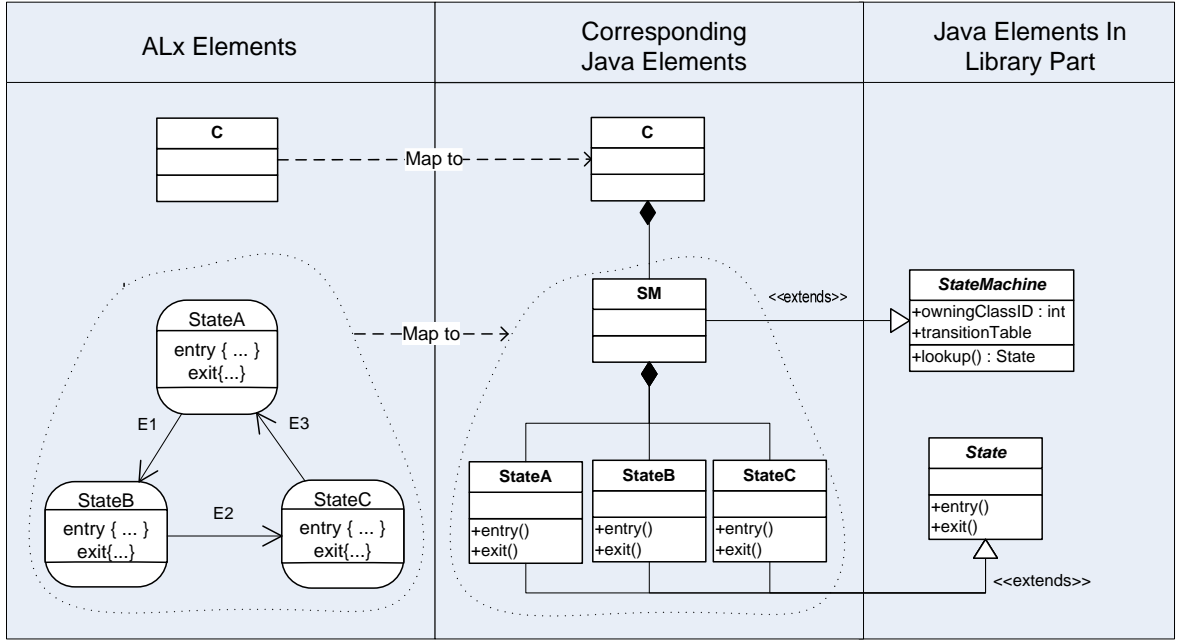 ALx Elements
Corresponding
Java Elements
Java Elements In
Library Part
C
Map to
C
SM
<<extends>>
StateMachine
+owningClassID : int
+transitionTable
+lookup() : State
StateA
entry { ... }
exit{...}
Map to
E1
E3
StateB
entry { ... }
exit{...}
E2
StateC
entry { ... }
exit{...}
StateA
+entry()
+exit()
StateB
+entry()
+exit()
StateC
+entry()
+exit()
State
+entry()
+exit()
<<extends>>